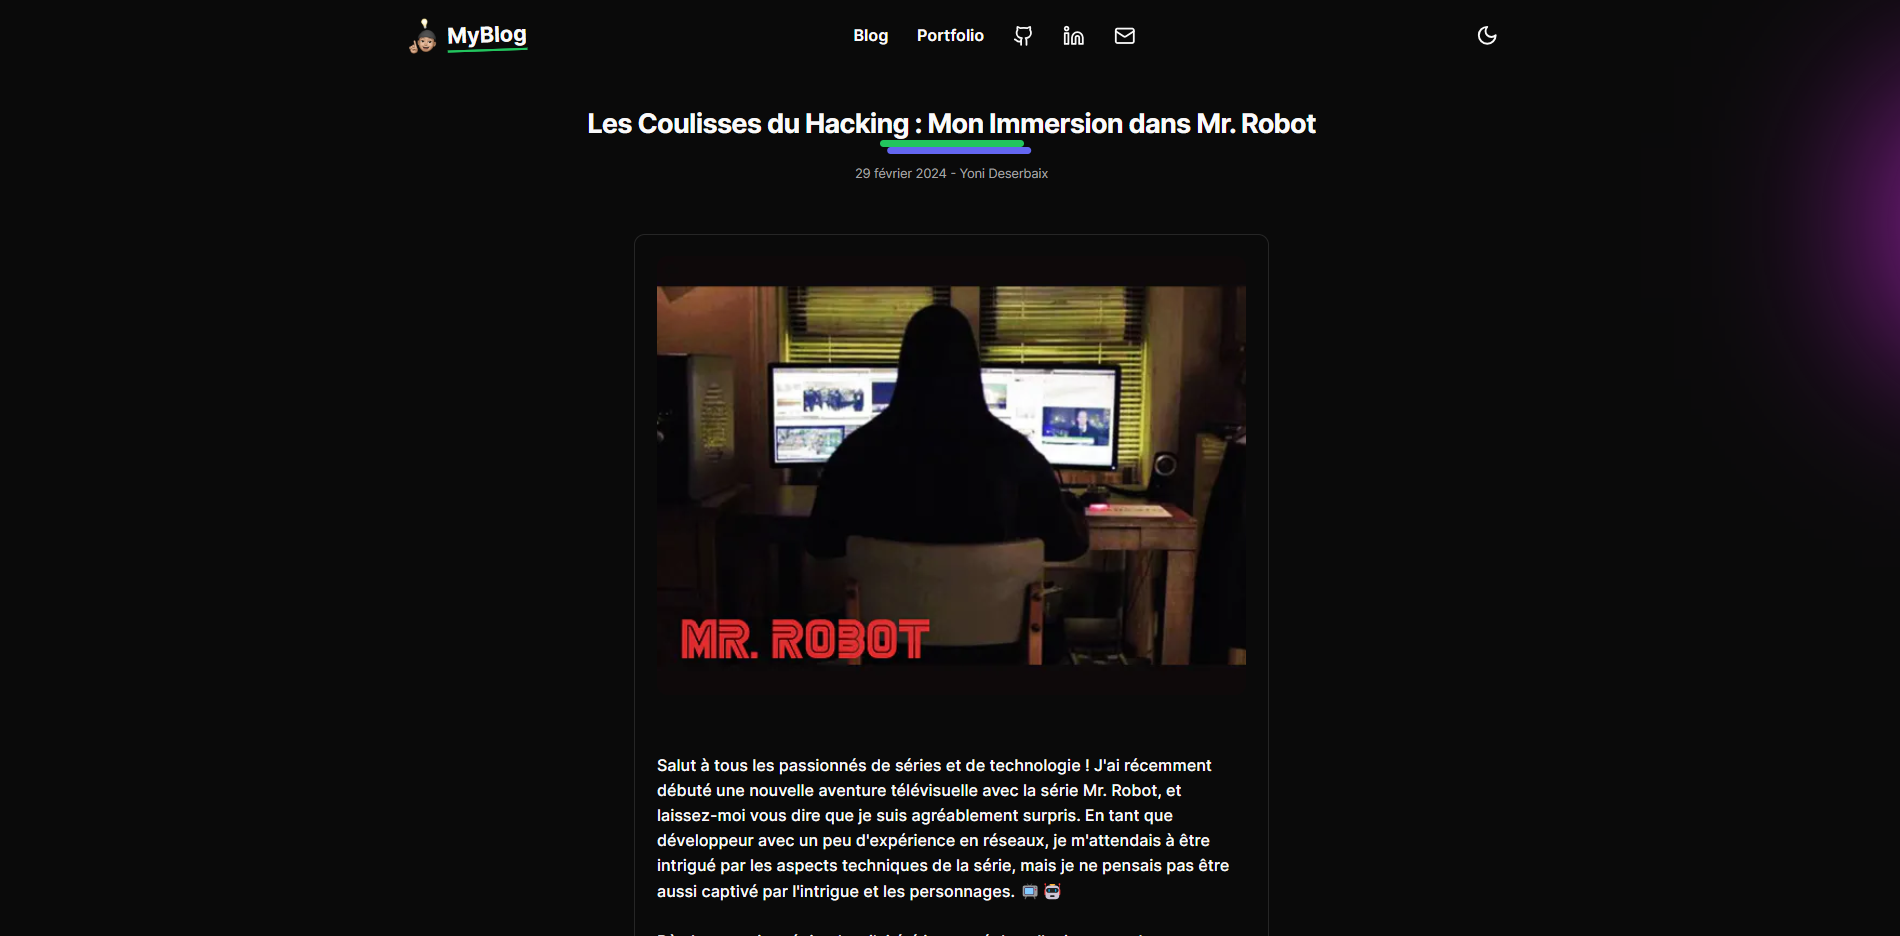 MyBlog
Blog
Portfolio
Les Coulisses du Hacking : Mon Immersion dans Mr. Robot
29 février 2024 - Yoni Deserbaix
MR. ROBOT
Salut à tous les passionnés de séries et de technologie ! J'ai récemment
débuté une nouvelle aventure télévisuelle avec la série Mr. Robot, et
laissez-moi vous dire que je suis agréablement surpris. En tant que
développeur avec un peu d'expérience en réseaux, je m'attendais à être
intrigué par les aspects techniques de la série, mais je ne pensais pas être
aussi captivé par l'intrigue et les personnages. 📺 🤖